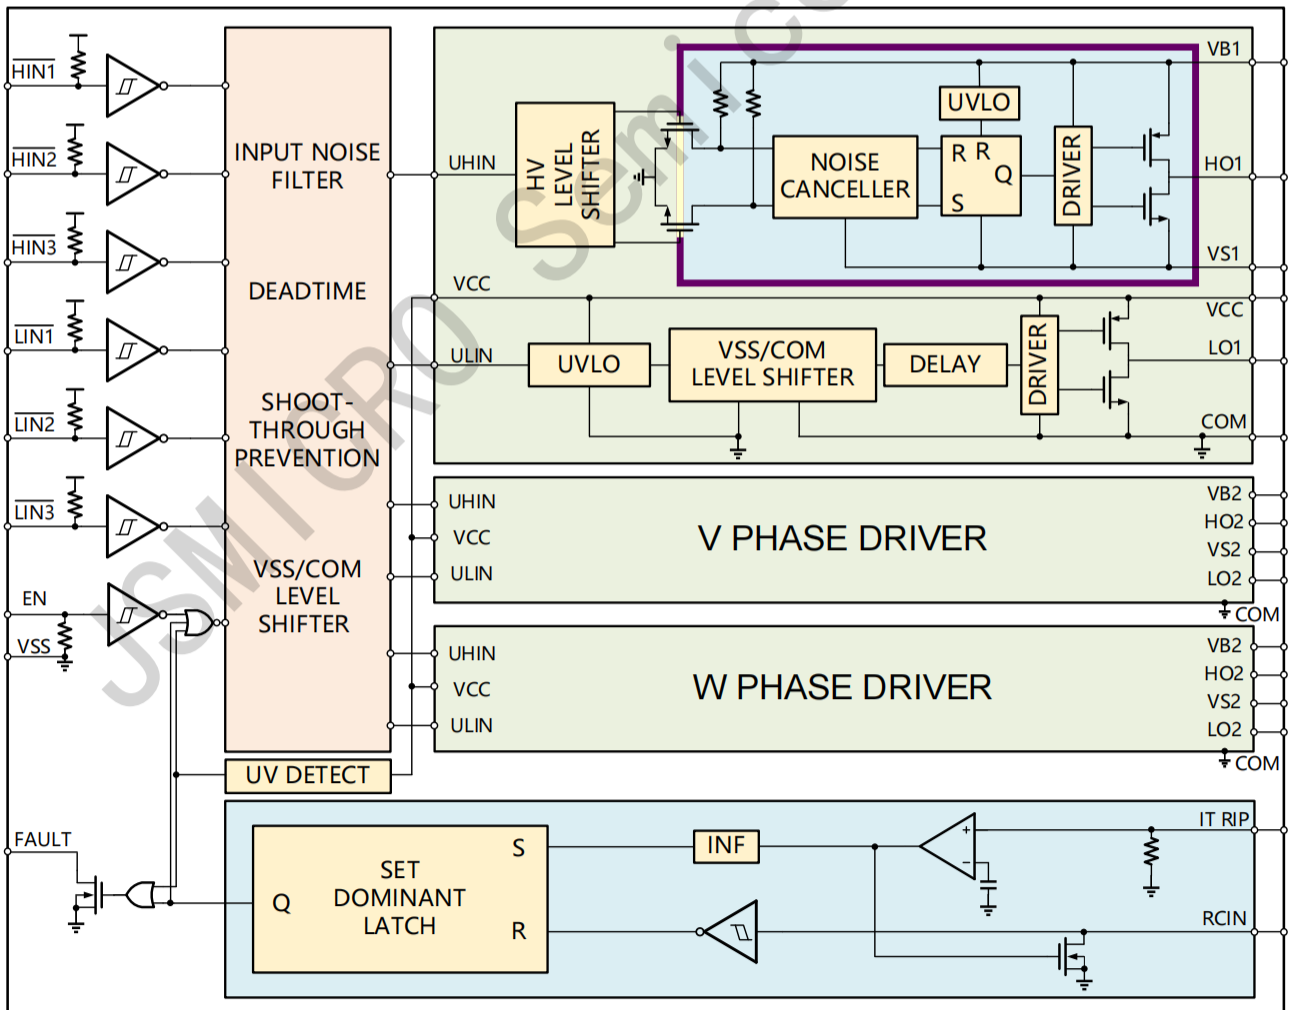 HIN1
HIN2
HIN3
LIN1
LIN2
LIN3
EN
VSS
FAULT
INPUT NOISE
FILTER
DEADTIME
SHOOT-
THROUGH
PREVENTION
VSS/COM
LEVEL
SHIFTER
UV DETECT
UHIN
HV
LEVEL
SHIFTER
NOISE
CANCELLER
UVLO
R R
Q
S
DRIVER
VB1
HO1
VS1
VCC
VCC
ULIN
UVLO
VSS/COM
LEVEL SHIFTER
DELAY
DRIVER
LO1
COM
UHIN
VCC
ULIN
V PHASE DRIVER
VB2
HO2
VS2
LO2
COM
UHIN
VCC
ULIN
W PHASE DRIVER
VB2
HO2
VS2
LO2
COM
SET
DOMINANT
LATCH
Q
S
R
INF
+
−
IT RIP
RCIN
JSMICRO Semico